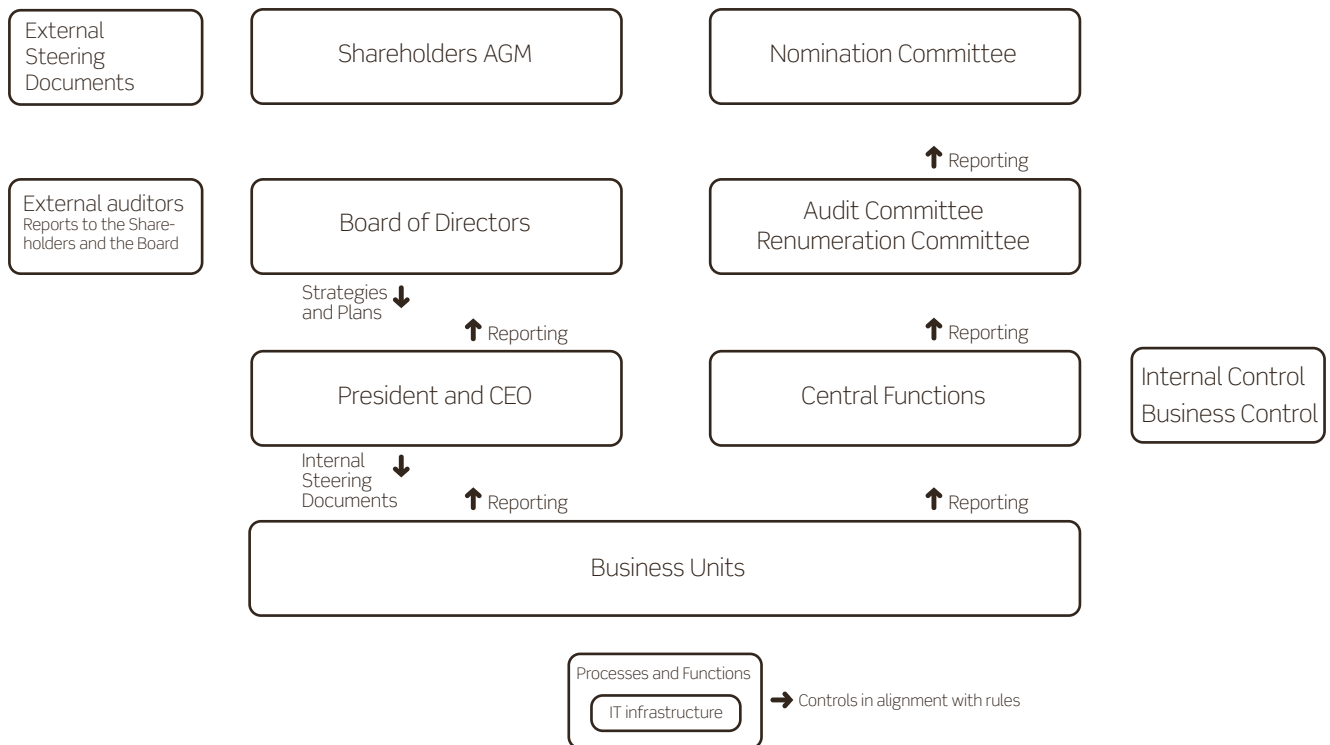 External
Steering
Documents
Shareholders AGM
Nomination Committee
Reporting
External auditors
Reports to the Share-
holders and the Board
Board of Directors
Audit Committee
Renumeration Committee
Strategies
and Plans
Reporting
Reporting
President and CEO
Central Functions
Internal Control
Business Control
Internal
Steering
Documents
Reporting
Reporting
Business Units
Processes and Functions
IT infrastructure
Controls in alignment with rules